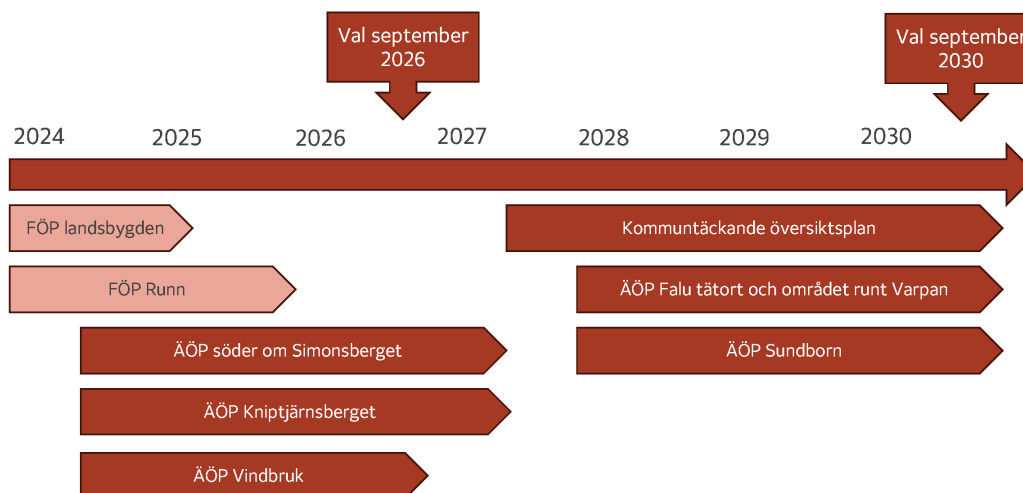 Val september
2026
Val september
2030
2024
2025
2026
2027
2028
2029
2030
FÖP landsbygden
Kommuntäckande översiktsplan
FÖP Runn
ÄÖP Falu tätort och området runt Varpan
ÄÖP söder om Simonsberget
ÄÖP Sundborn
ÄÖP Kniptjärnsberget
ÄÖP Vindbruk